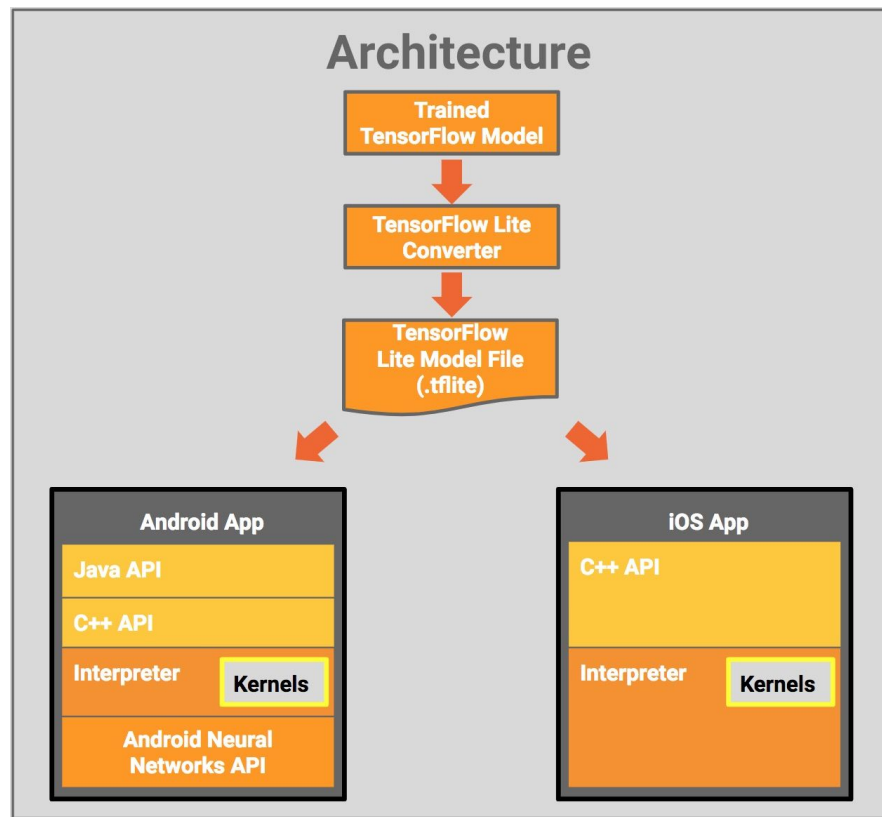 Architecture
Trained
TensorFlow Model
TensorFlow Lite
Converter
TensorFlow
Lite Model File
(.tflite)
Android App
Java API
C++ API
Interpreter
Kernels
Android Neural
Networks API
iOS App
C++ API
Interpreter
Kernels